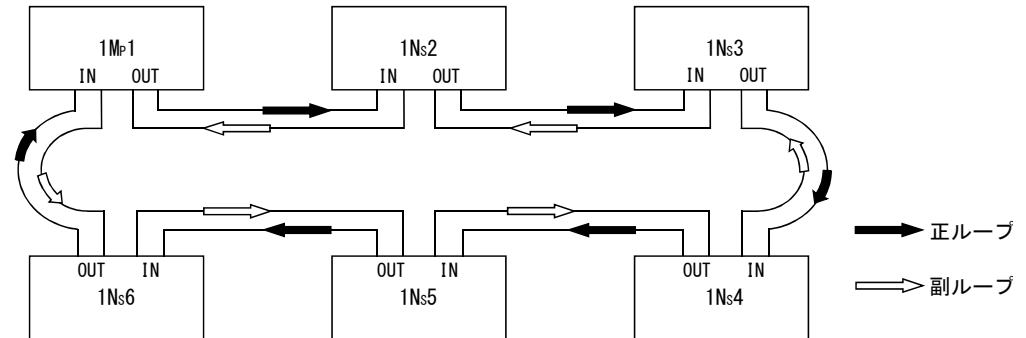 1MP1
1NS2
1NS3
IN OUT
IN OUT
IN OUT
正ループ
副ループ
OUT IN
OUT IN
OUT IN
1NS6
1NS5
1NS4